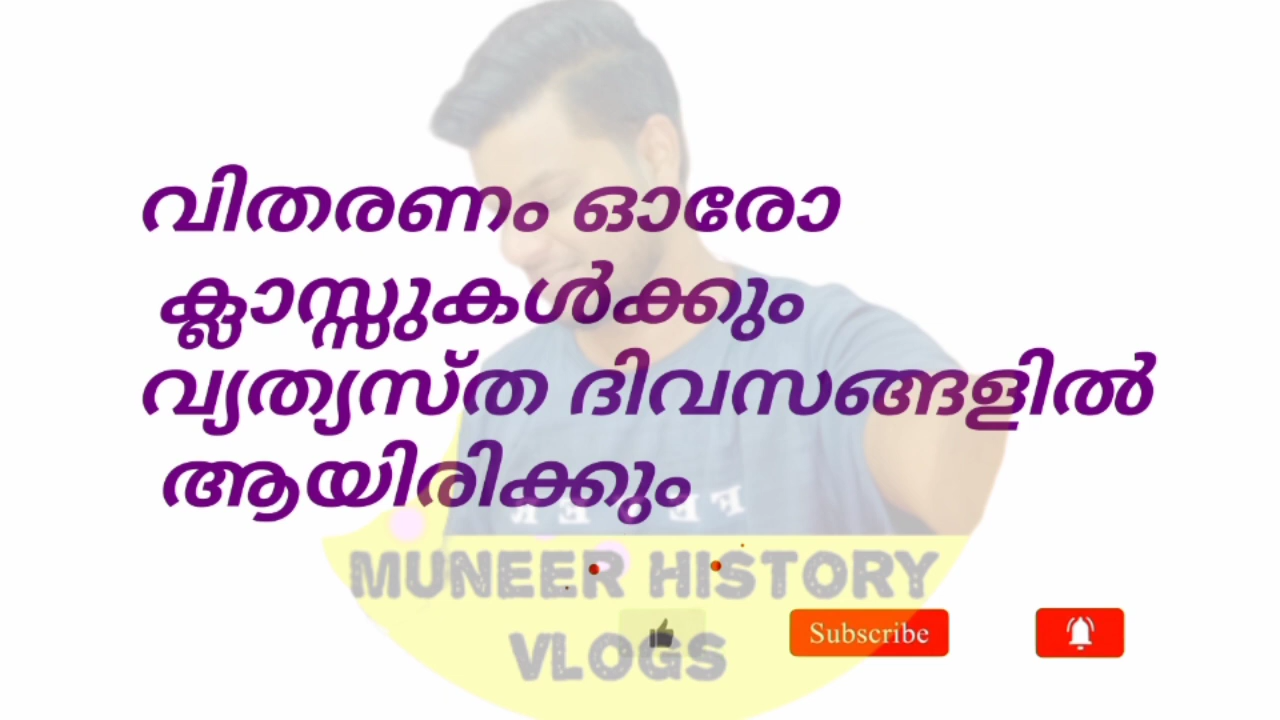 വിതരണം ഓരോ
ക്ലാസ്സുകൾക്കും
വ്യത്യസ്ത ദിവസങ്ങളിൽ
ആയിരിക്കും
MUNEER HISTORY
VLOGS
Subscribe